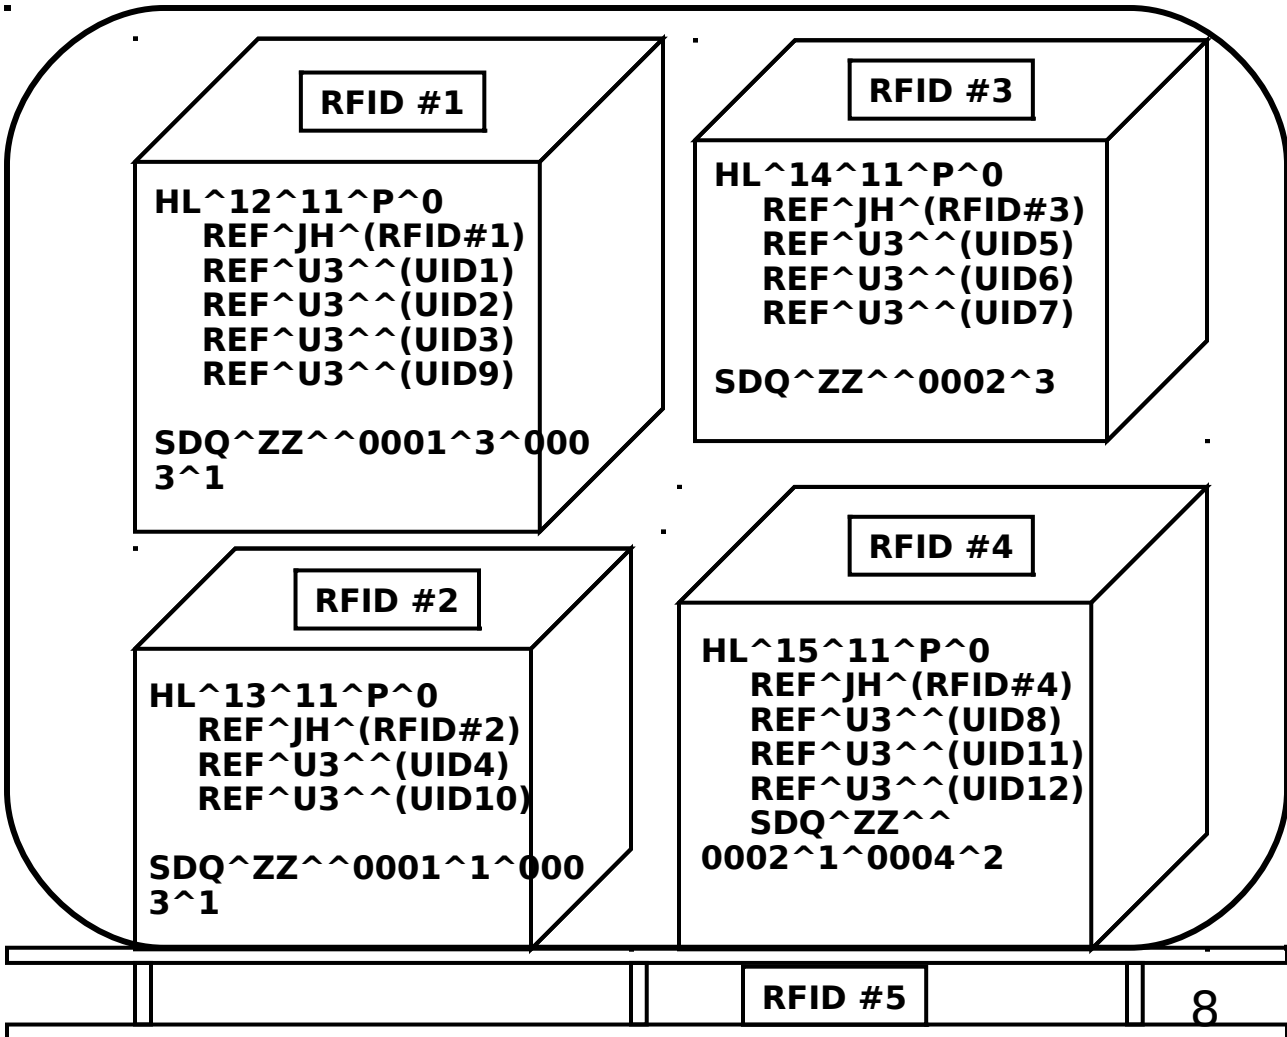 RFID #1
HL^12^11^P^0
REF^JH^(RFID#1)
REF^U3^^(UID1)
REF^U3^^(UID2)
REF^U3^^(UID3)
REF^U3^^(UID9)
SDQ^ZZ^^0001^3^000
3^1
RFID #3
HL^14^11^P^0
REF^JH^(RFID#3)
REF^U3^^(UID5)
REF^U3^^(UID6)
REF^U3^^(UID7)
SDQ^ZZ^^0002^3
RFID #2
HL^13^11^P^0
REF^JH^(RFID#2)
REF^U3^^(UID4)
REF^U3^^(UID10)
SDQ^ZZ^^0001^1^000
3^1
RFID #4
HL^15^11^P^0
REF^JH^(RFID#4)
REF^U3^^(UID8)
REF^U3^^(UID11)
REF^U3^^(UID12)
SDQ^ZZ^^
0002^1^0004^2
RFID #5
8